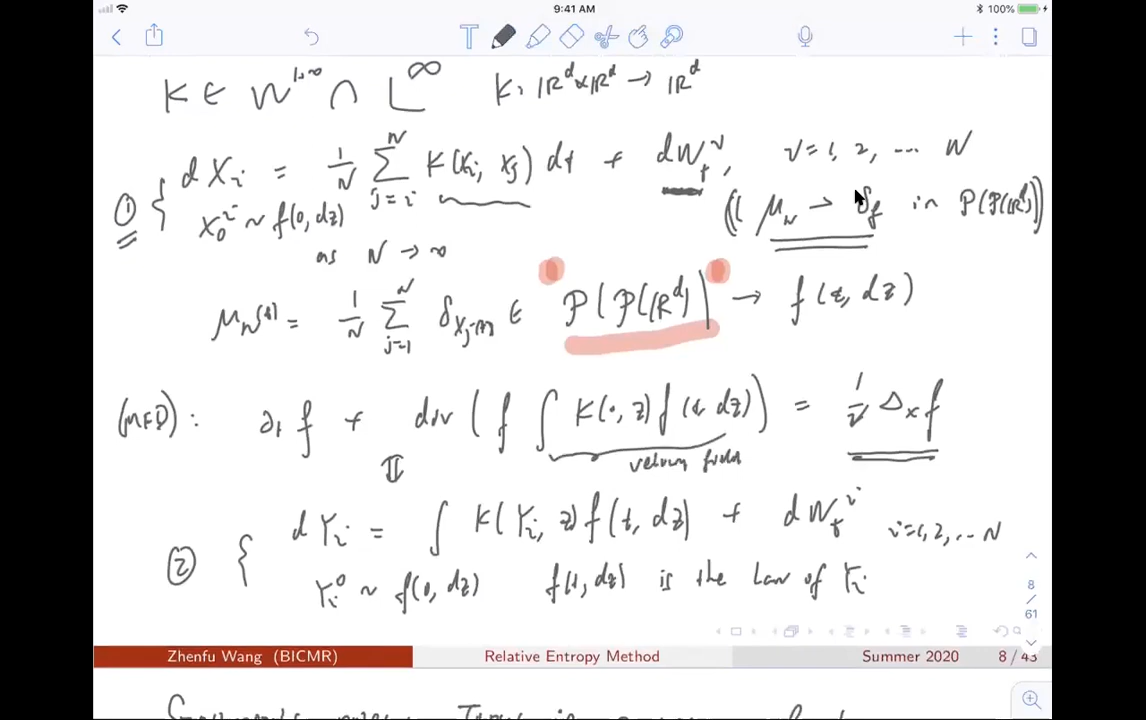 9:41 AM
100%
K ∈ W^{1,∞} ∩ L^∞ K: ℝ^d × ℝ^d → ℝ^d
① { dX_i = 1/N Σ_{j=i}^N K(X_i, X_j) dt + dW_t^i, i = 1, 2, ... N
X_0^i ~ f(0, dz) (( μ_N → δ_f in P(P(ℝ^d))
as N → ∞
μ_N(t) = 1/N Σ_{j=1}^N δ_{X_j(t)} ∈ P(P(ℝ^d)) → f(t, dz)
(MFD): ∂_t f + div ( f ∫ K(·, z) f(t, dz) ) = 1/2 Δ_x f
velocity field
② { dY_i = ∫ K(Y_i, z) f(t, dz) + dW_t^i i = 1, 2, ... N
Y_i^0 ~ f(0, dz) f(t, dz) is the Law of Y_i
8
/
61
Zhenfu Wang (BICMR) Relative Entropy Method Summer 2020 8 / 43